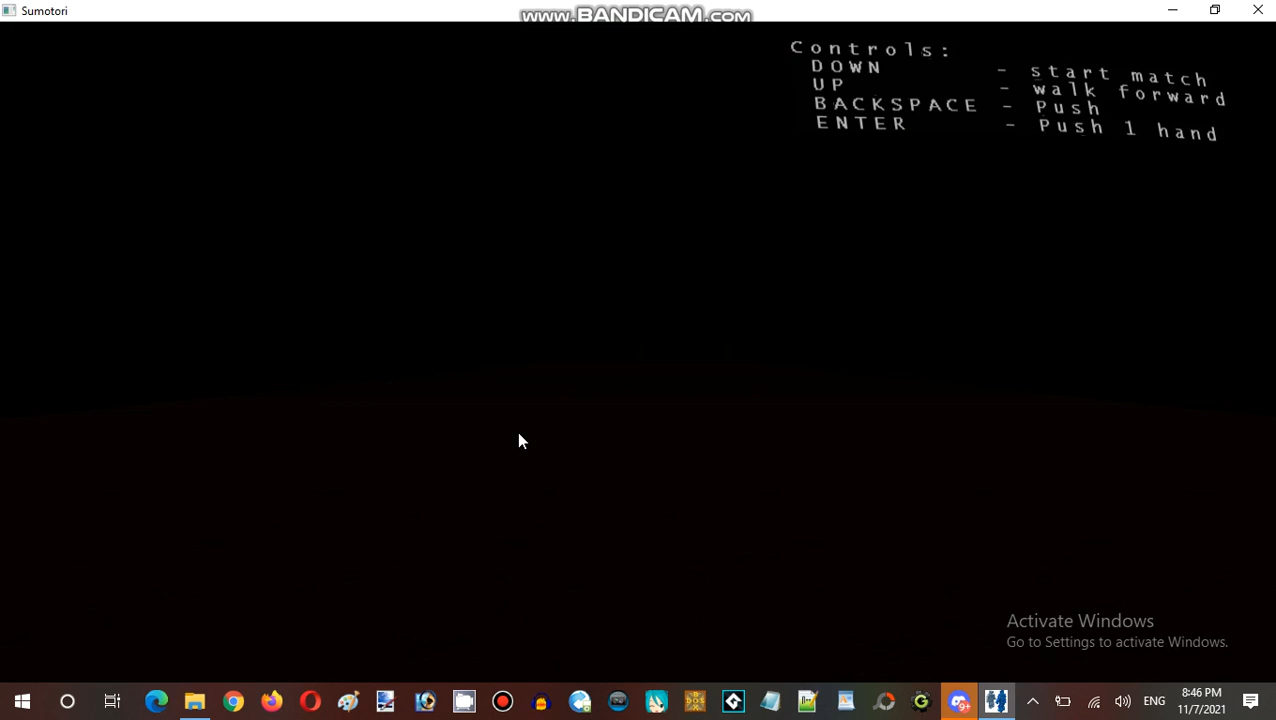 Sumotori
www.BANDICAM.COM
Controls:
DOWN - start match
UP - walk forward
BACKSPACE - Push
ENTER - Push 1 hand
Activate Windows
Go to Settings to activate Windows.
9+
ENG
8:46 PM
11/7/2021